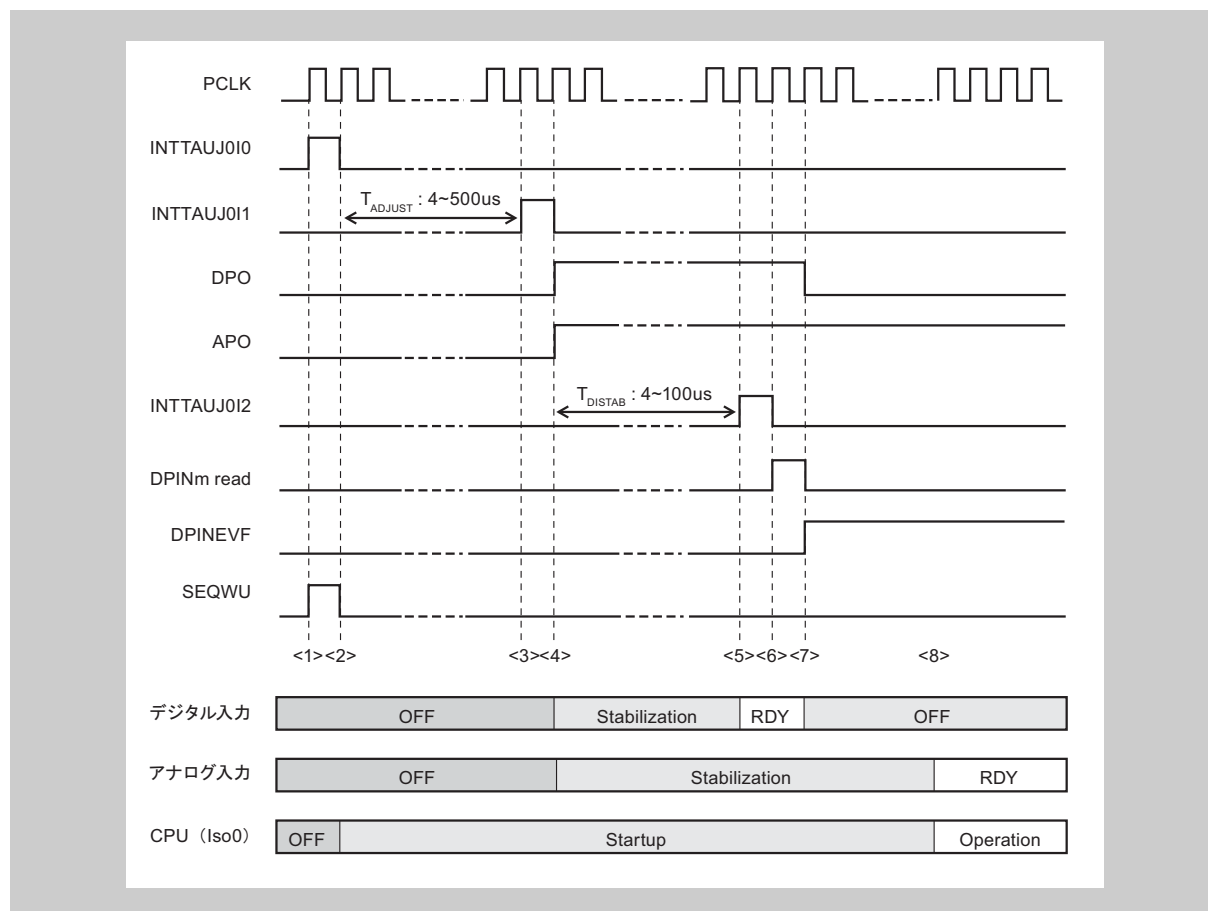 PCLK
INTTAUJ0I0
INTTAUJ0I1
TADJUST : 4~500us
DPO
APO
INTTAUJ0I2
TDISTAB : 4~100us
DPINm read
DPINEVF
SEQWU
<1><2> <3><4> <5><6><7> <8>
デジタル入力 OFF Stabilization RDY OFF
アナログ入力 OFF Stabilization RDY
CPU（Iso0） OFF Startup Operation